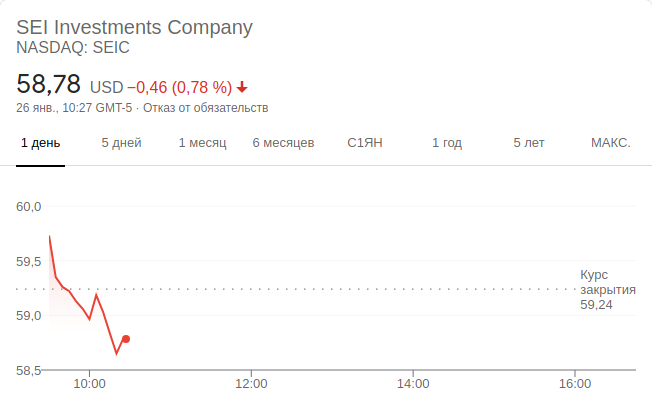 SEI Investments Company
NASDAQ: SEIC
58,78 USD −0,46 (0,78 %)
26 янв., 10:27 GMT-5 · Отказ от обязательств
1 день 5 дней 1 месяц 6 месяцев С1ЯН 1 год 5 лет МАКС.
60,0
59,5
Курс
закрытия
59,24
59,0
58,5
10:00 12:00 14:00 16:00